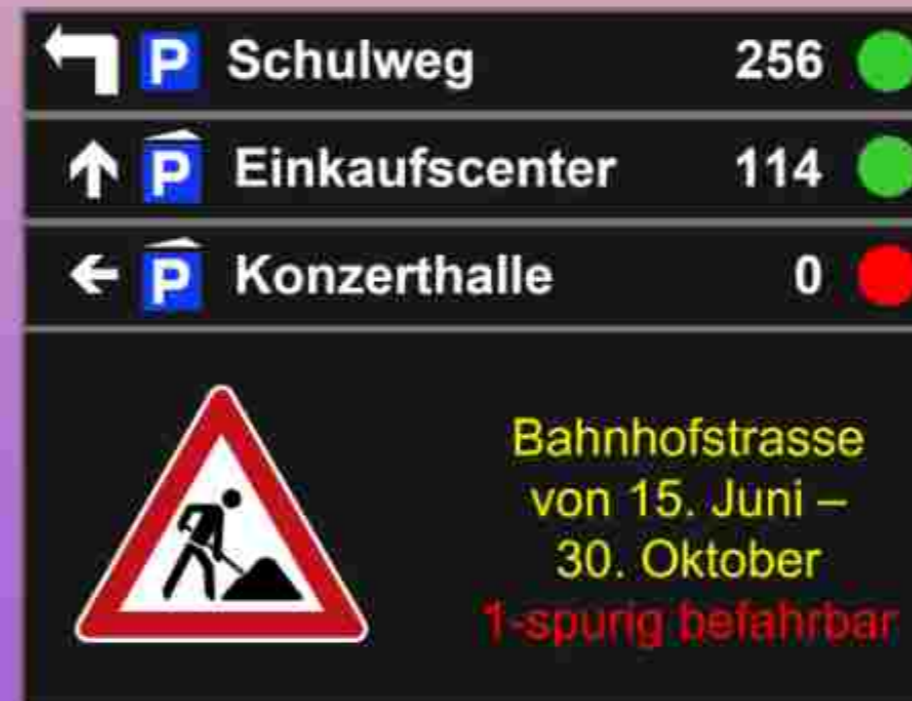 P Schulweg 256
P Einkaufscenter 114
P Konzerthalle 0
Bahnhofstrasse
von 15. Juni –
30. Oktober
1-spurig befahrbar